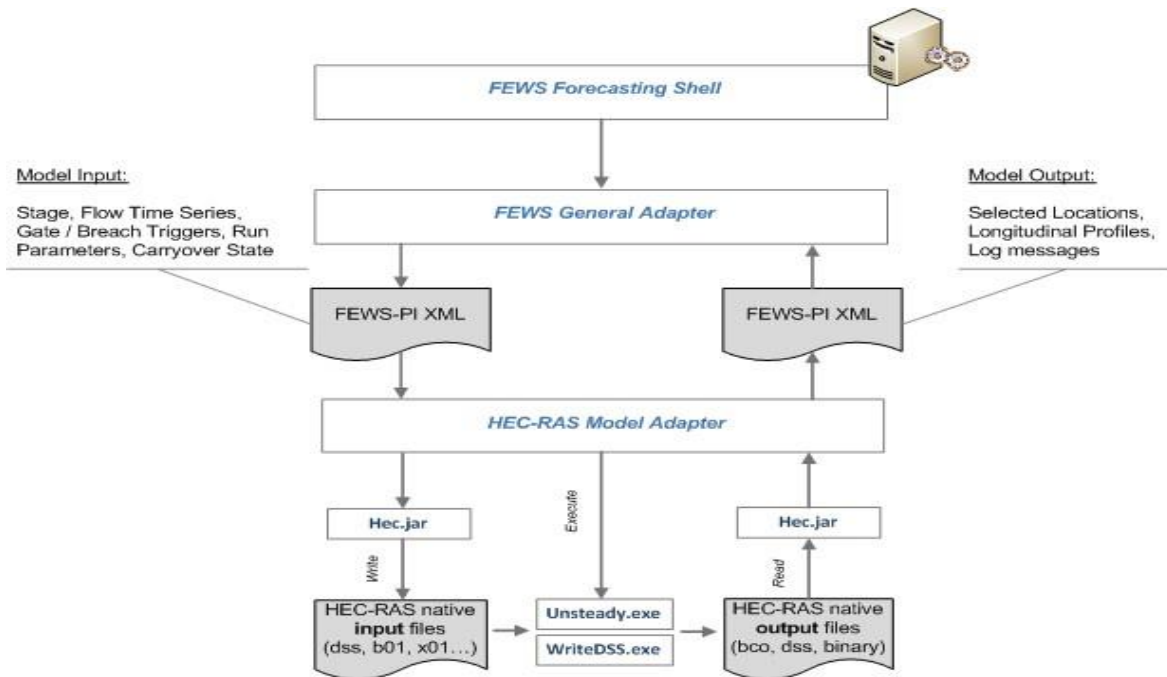 FEWS Forecasting Shell
Model Input:
Stage, Flow Time Series,
Gate / Breach Triggers, Run
Parameters, Carryover State
FEWS General Adapter
Model Output:
Selected Locations,
Longitudinal Profiles,
Log messages
FEWS-PI XML
FEWS-PI XML
HEC-RAS Model Adapter
Hec.jar
Execute
Hec.jar
Write
Read
HEC-RAS native
input files
(dss, b01, x01...)
Unsteady.exe
WriteDSS.exe
HEC-RAS native
output files
(bco, dss, binary)